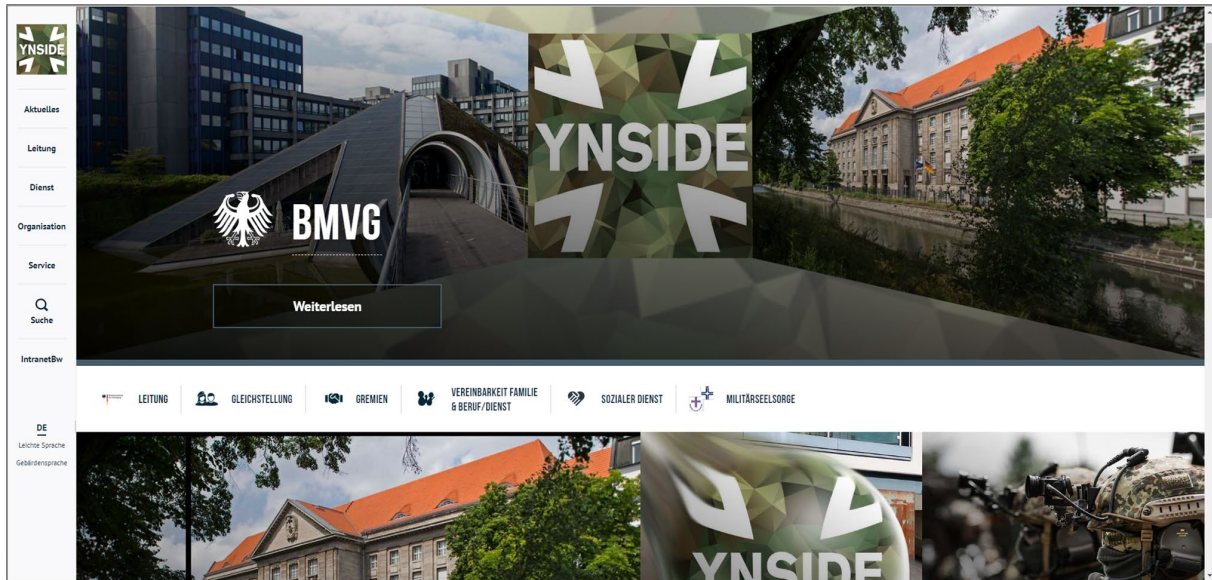 YNSIDE
Aktuelles
Leitung
Dienst
Organisation
Service
Suche
IntranetBw
DE
Leichte Sprache
Gebärdensprache
YNSIDE
BMVG
Weiterlesen
LEITUNG
GLEICHSTELLUNG
GREMIEN
VEREINBARKEIT FAMILIE
& BERUF/DIENST
SOZIALER DIENST
MILITÄRSEELSORGE
YNSIDE